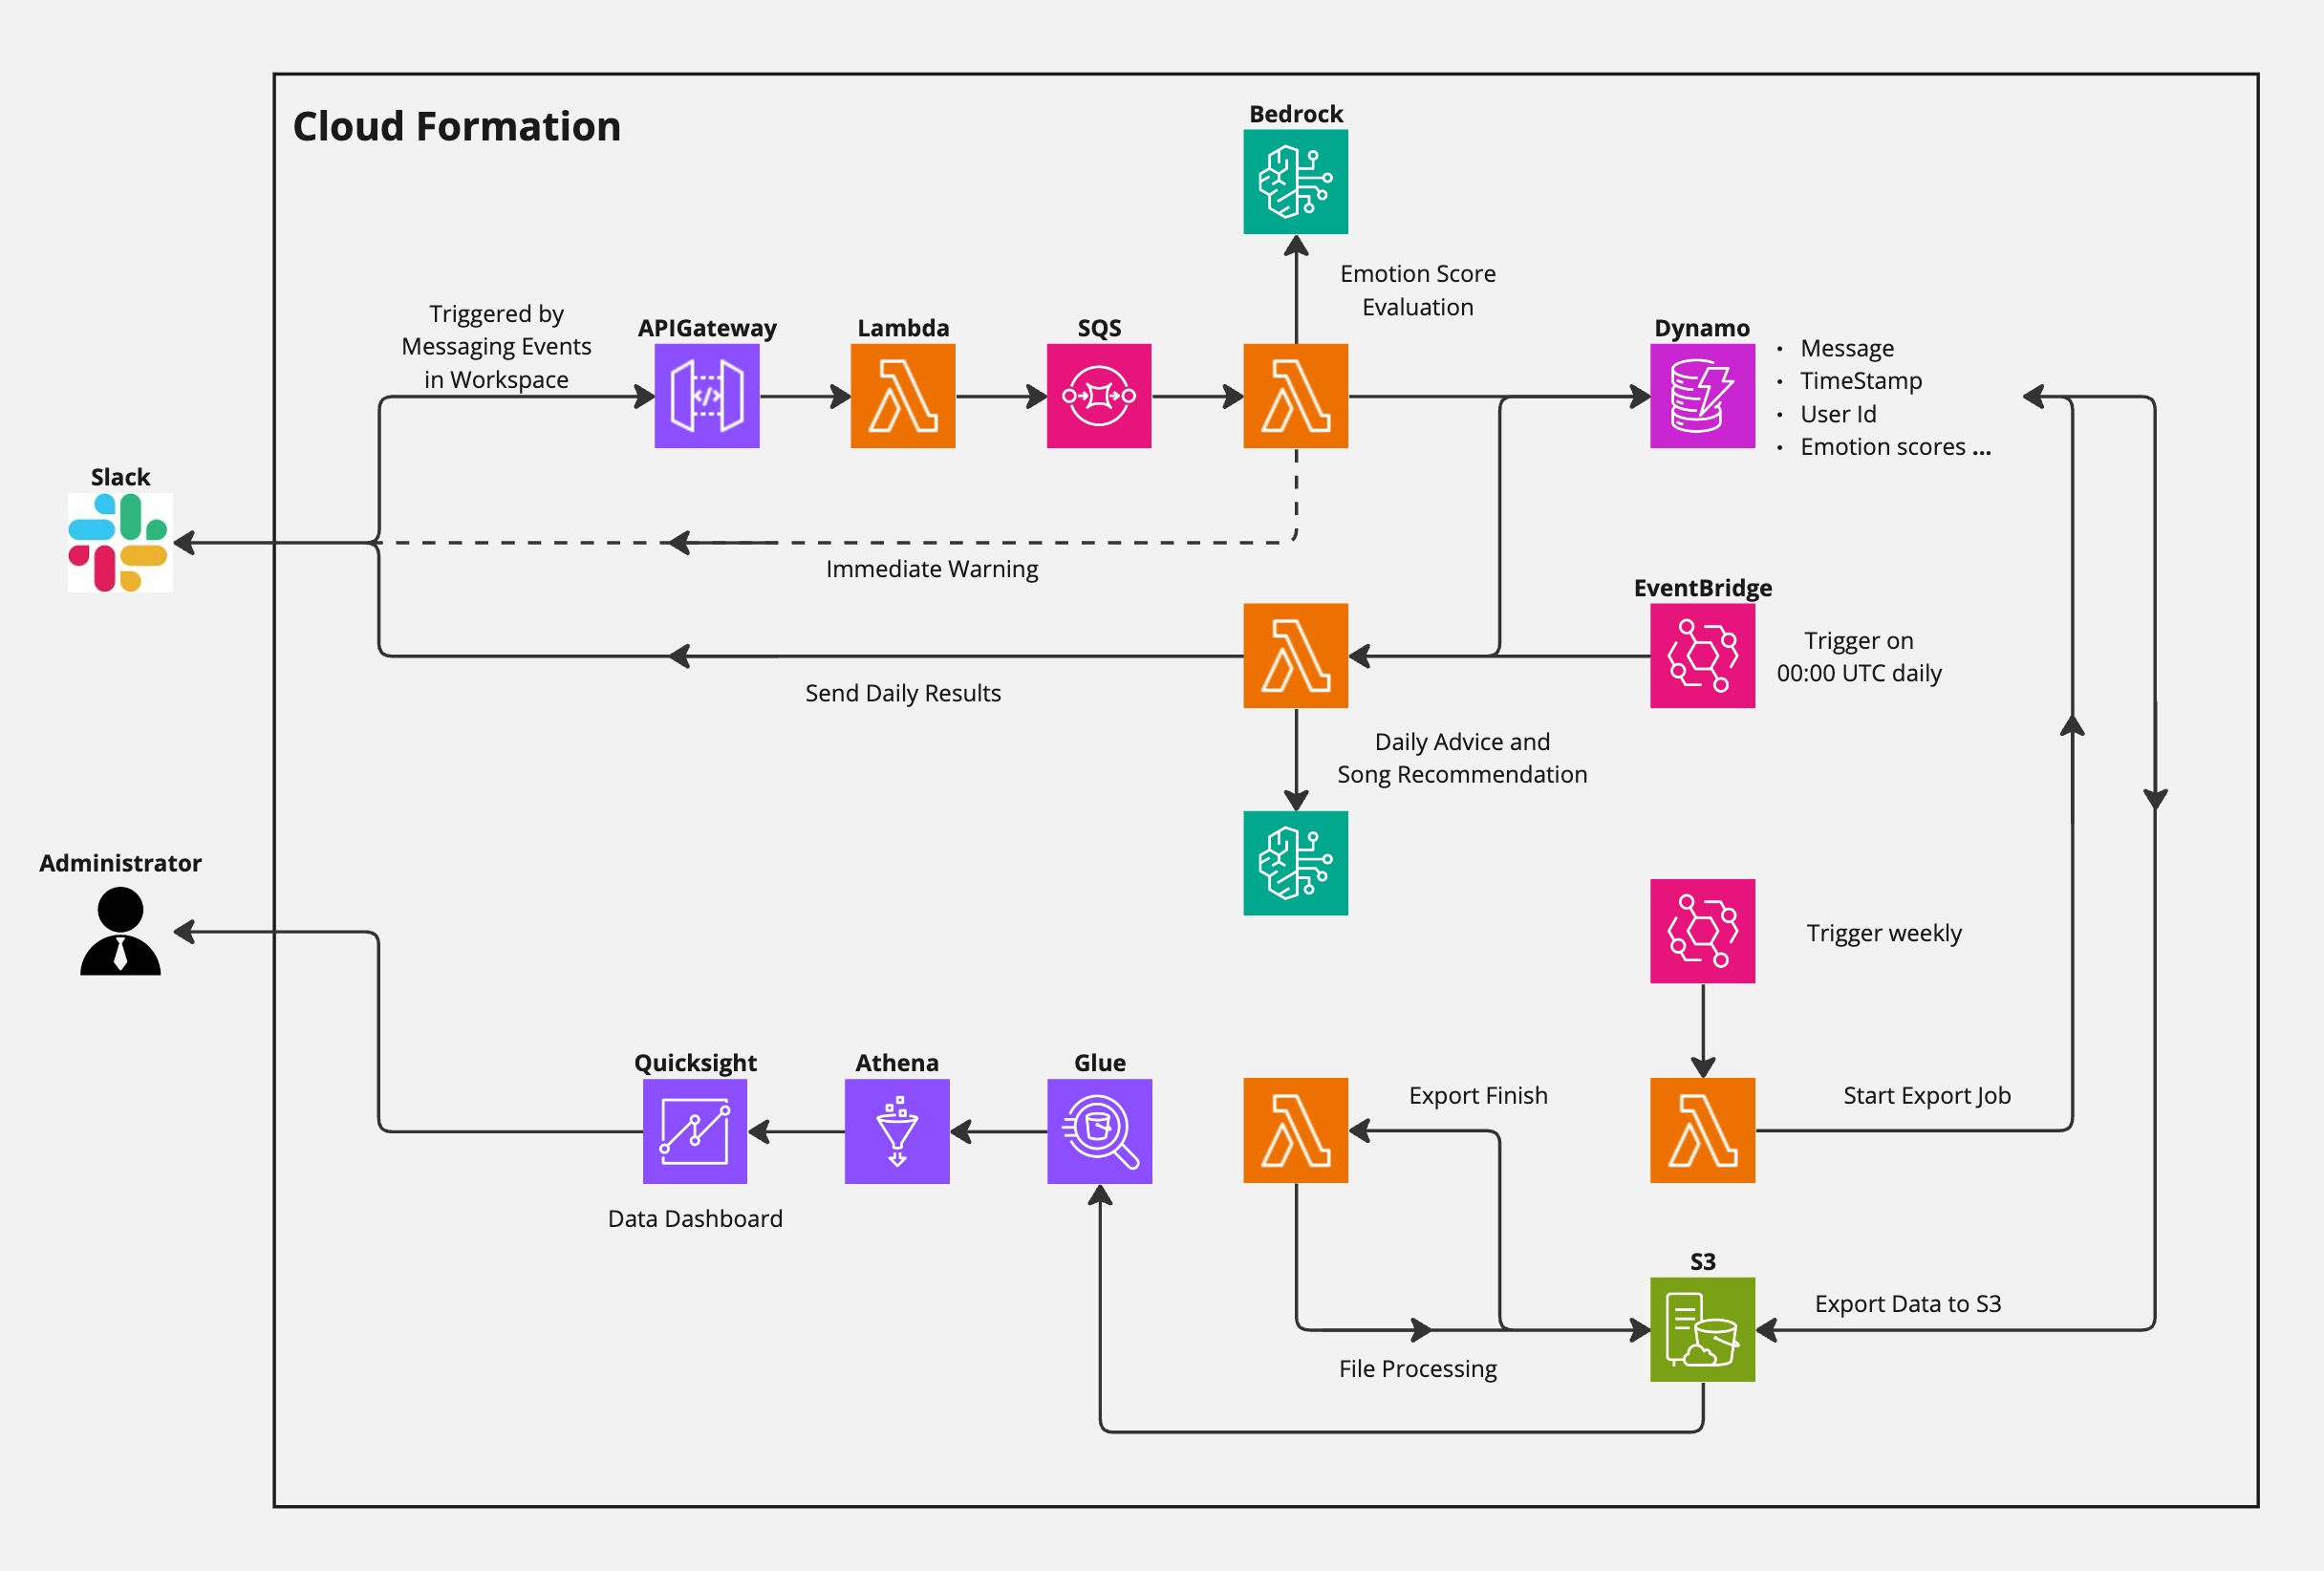 Cloud Formation
Bedrock
Emotion Score
Evaluation
Triggered by
Messaging Events
in Workspace
APIGateway
Lambda
SQS
Dynamo
• Message
• TimeStamp
• User Id
• Emotion scores ...
Slack
Immediate Warning
EventBridge
Trigger on
00:00 UTC daily
Send Daily Results
Daily Advice and
Song Recommendation
Administrator
Trigger weekly
Quicksight
Athena
Glue
Export Finish
Start Export Job
Data Dashboard
S3
Export Data to S3
File Processing